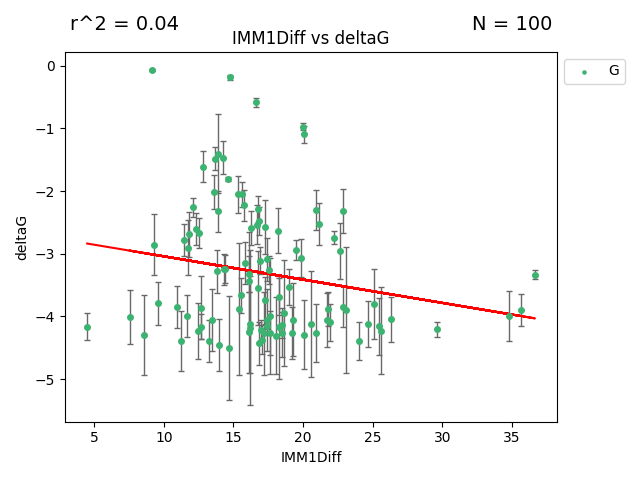 r^2 = 0.04 N = 100
IMM1Diff vs deltaG
G
deltaG
0
−1
−2
−3
−4
−5
5 10 15 20 25 30 35
IMM1Diff